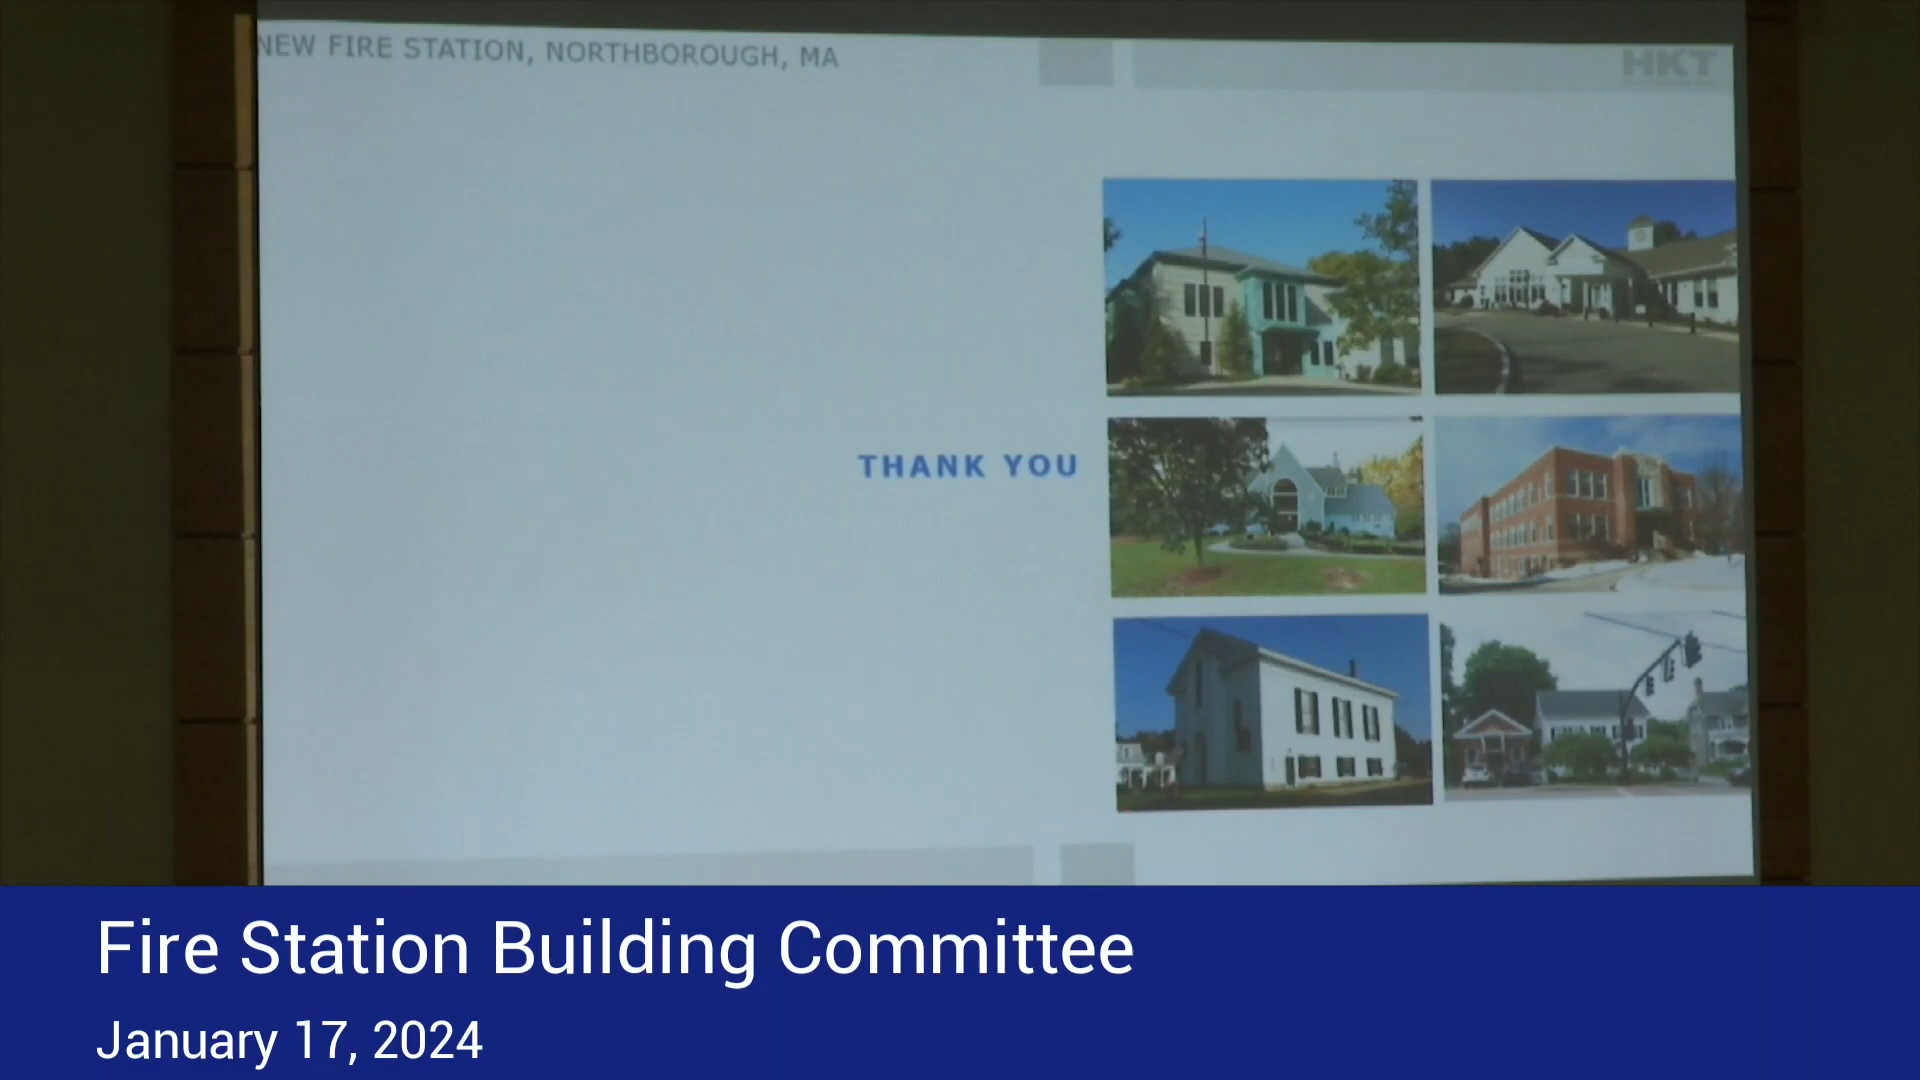 NEW FIRE STATION, NORTHBOROUGH, MA
HKT
THANK YOU
Fire Station Building Committee
January 17, 2024